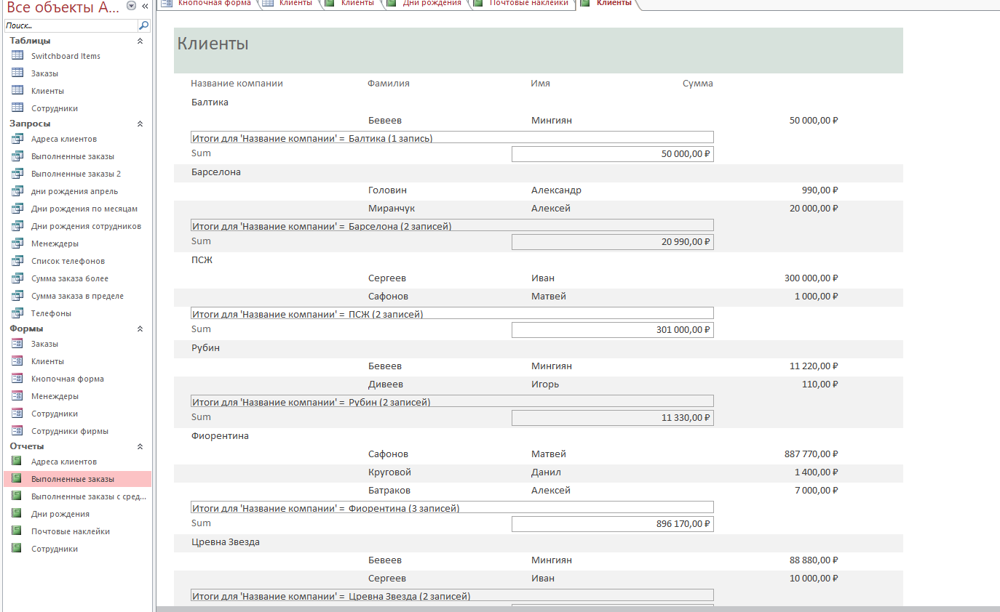 Все объекты A...
Поиск...
Таблицы
Switchboard Items
Заказы
Клиенты
Сотрудники
Запросы
Адреса клиентов
Выполненные заказы
Выполненные заказы 2
дни рождения апрель
Дни рождения по месяцам
Дни рождения сотрудников
Менеждеры
Список телефонов
Сумма заказа более
Сумма заказа в пределе
Телефоны
Формы
Заказы
Клиенты
Кнопочная форма
Менеждеры
Сотрудники
Сотрудники фирмы
Отчеты
Адреса клиентов
Выполненные заказы
Выполненные заказы с сред...
Дни рождения
Почтовые наклейки
Сотрудники
Кнопочная форма Клиенты Клиенты Дни рождения Почтовые наклейки Клиенты
Клиенты
Название компании Фамилия Имя Сумма
Балтика
Бевеев Мингиян 50 000,00 ₽
Итоги для 'Название компании' = Балтика (1 запись)
Sum 50 000,00 ₽
Барселона
Головин Александр 990,00 ₽
Миранчук Алексей 20 000,00 ₽
Итоги для 'Название компании' = Барселона (2 записей)
Sum 20 990,00 ₽
ПСЖ
Сергеев Иван 300 000,00 ₽
Сафонов Матвей 1 000,00 ₽
Итоги для 'Название компании' = ПСЖ (2 записей)
Sum 301 000,00 ₽
Рубин
Бевеев Мингиян 11 220,00 ₽
Дивеев Игорь 110,00 ₽
Итоги для 'Название компании' = Рубин (2 записей)
Sum 11 330,00 ₽
Фиорентина
Сафонов Матвей 887 770,00 ₽
Круговой Данил 1 400,00 ₽
Батраков Алексей 7 000,00 ₽
Итоги для 'Название компании' = Фиорентина (3 записей)
Sum 896 170,00 ₽
Цревна Звезда
Бевеев Мингиян 88 880,00 ₽
Сергеев Иван 10 000,00 ₽
Итоги для 'Название компании' = Цревна Звезда (2 записей)